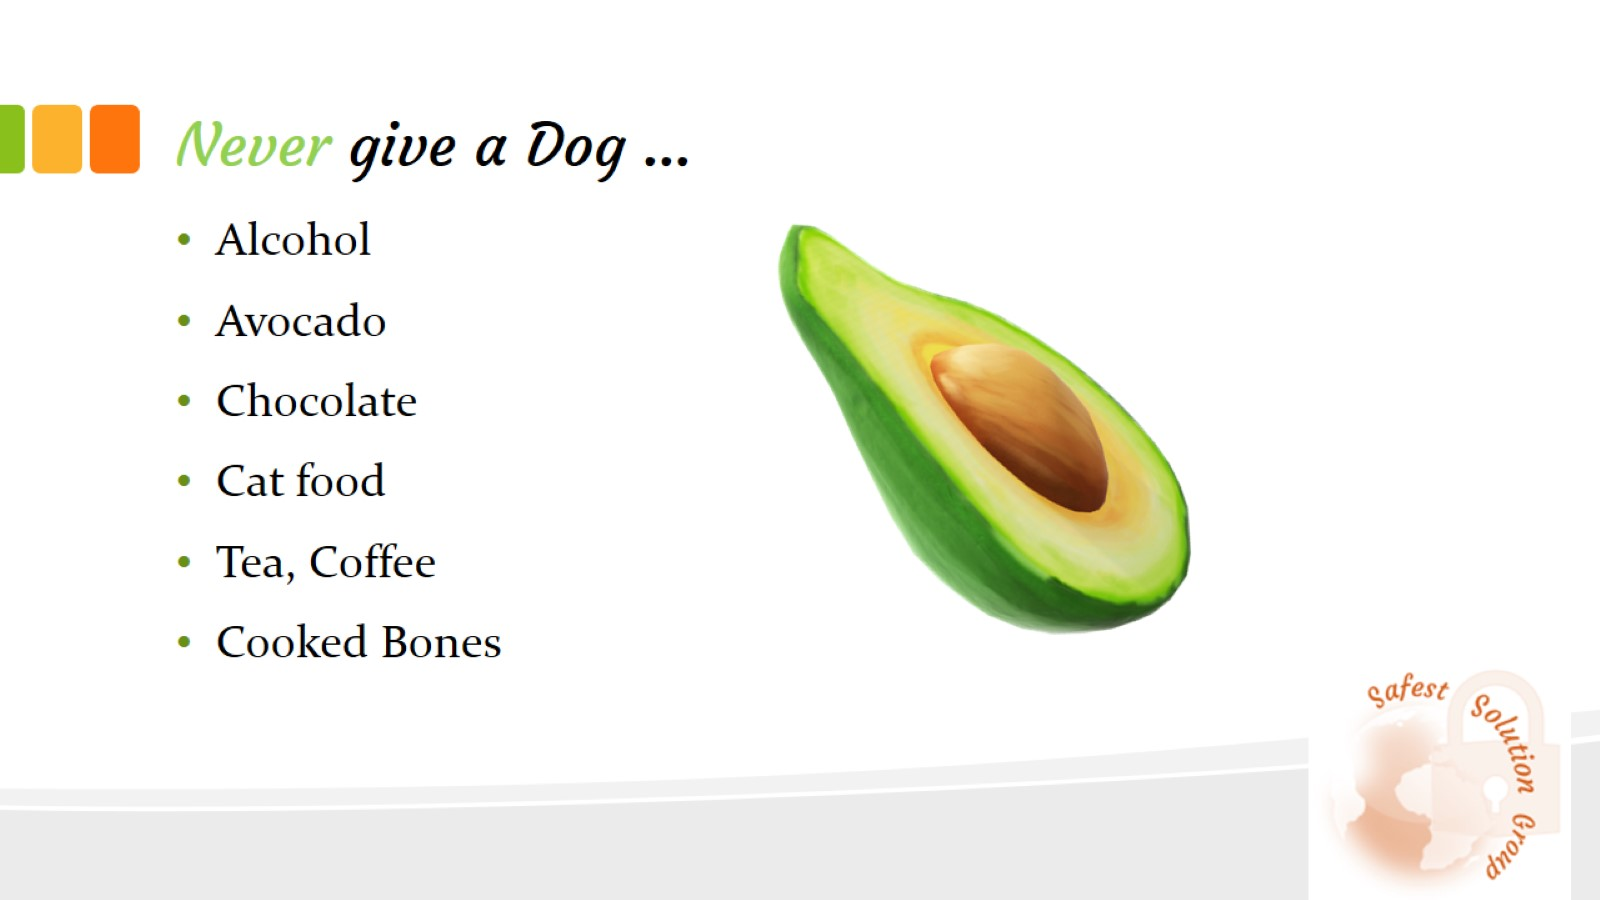 Never give a Dog ...
• Alcohol
• Avocado
• Chocolate
• Cat food
• Tea, Coffee
• Cooked Bones
Safest Solution Group